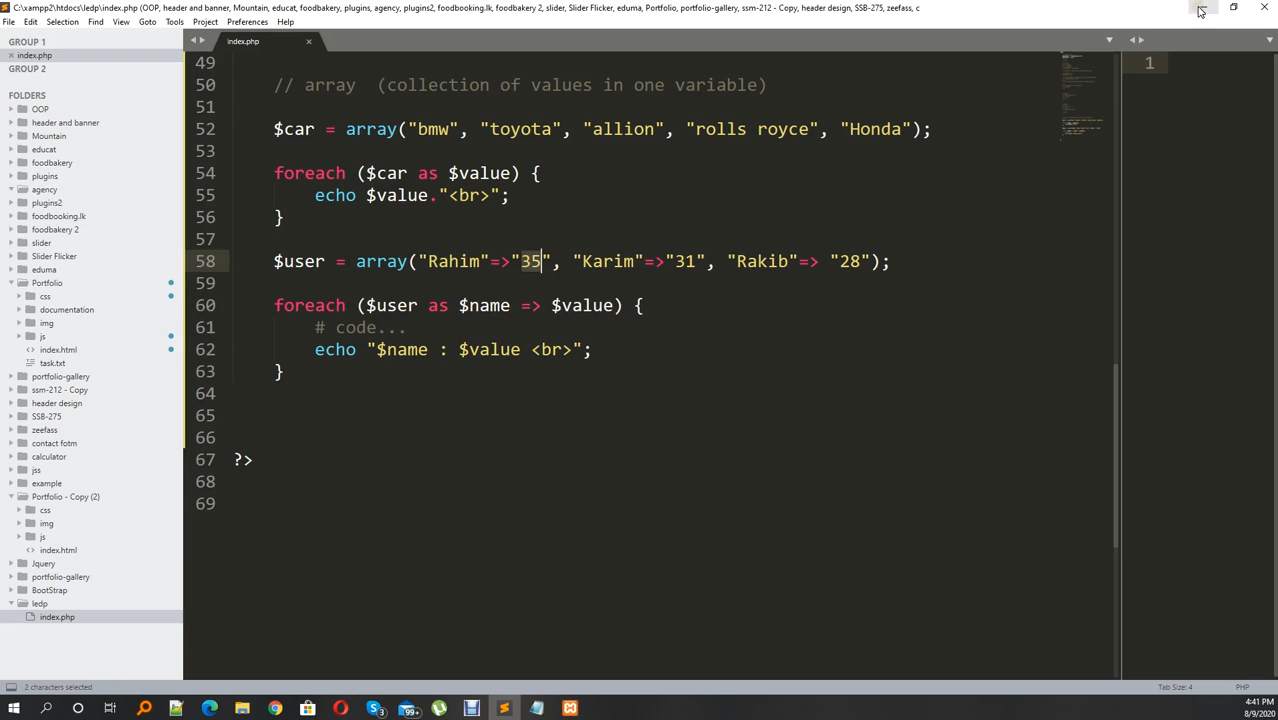 C:\xampp2\htdocs\ledp\index.php (OOP, header and banner, Mountain, educat, foodbakery, plugins, agency, plugins2, foodbooking.lk, foodbakery 2, slider, Slider Flicker, eduma, Portfolio, portfolio-gallery, ssm-212 - Copy, header design, SSB-275, zeefass, c
File Edit Selection Find View Goto Tools Project Preferences Help
GROUP 1
index.php
GROUP 2
FOLDERS
OOP
header and banner
Mountain
educat
foodbakery
plugins
agency
plugins2
foodbooking.lk
foodbakery 2
slider
Slider Flicker
eduma
Portfolio
css
documentation
img
js
index.html
task.txt
portfolio-gallery
ssm-212 - Copy
header design
SSB-275
zeefass
contact fotm
calculator
jss
example
Portfolio - Copy (2)
css
img
js
index.html
Jquery
portfolio-gallery
BootStrap
ledp
index.php
index.php
49
50 // array (collection of values in one variable)
51
52 $car = array("bmw", "toyota", "allion", "rolls royce", "Honda");
53
54 foreach ($car as $value) {
55 echo $value."<br>";
56 }
57
58 $user = array("Rahim"=>"35", "Karim"=>"31", "Rakib"=> "28");
59
60 foreach ($user as $name => $value) {
61 # code...
62 echo "$name : $value <br>";
63 }
64
65
66
67 ?>
68
69
1
2 characters selected
Tab Size: 4
PHP
3
99+
4:41 PM
8/9/2020